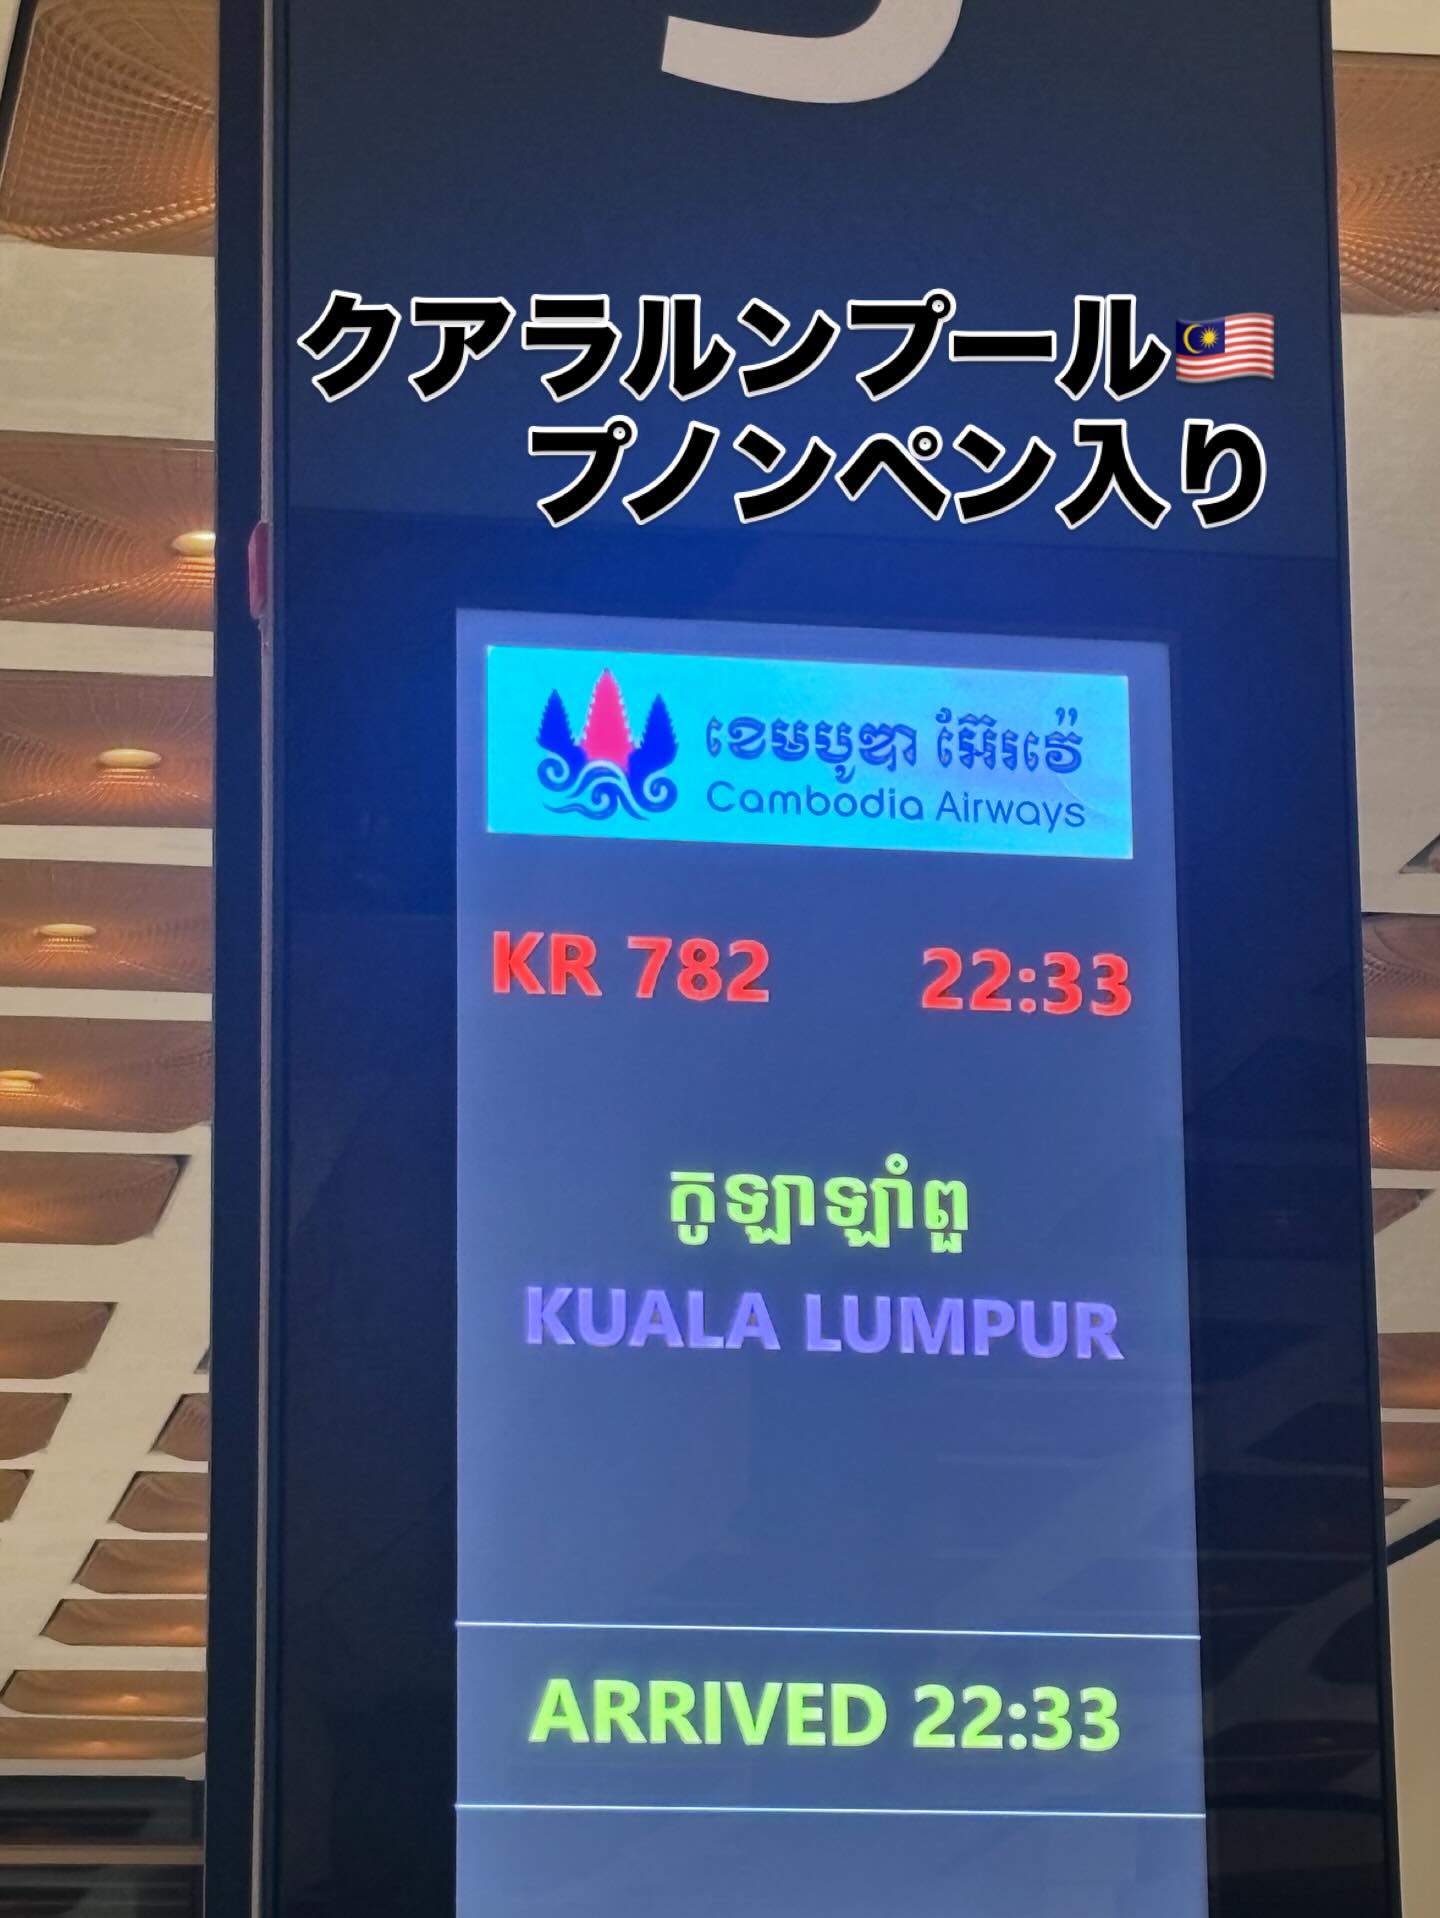 クアラルンプール🇲🇾
プノンペン入り
ខេមបូឌា អ៊ែរវ៉េ
Cambodia Airways
KR 782 22:33
កូឡាឡាំពួ
KUALA LUMPUR
ARRIVED 22:33